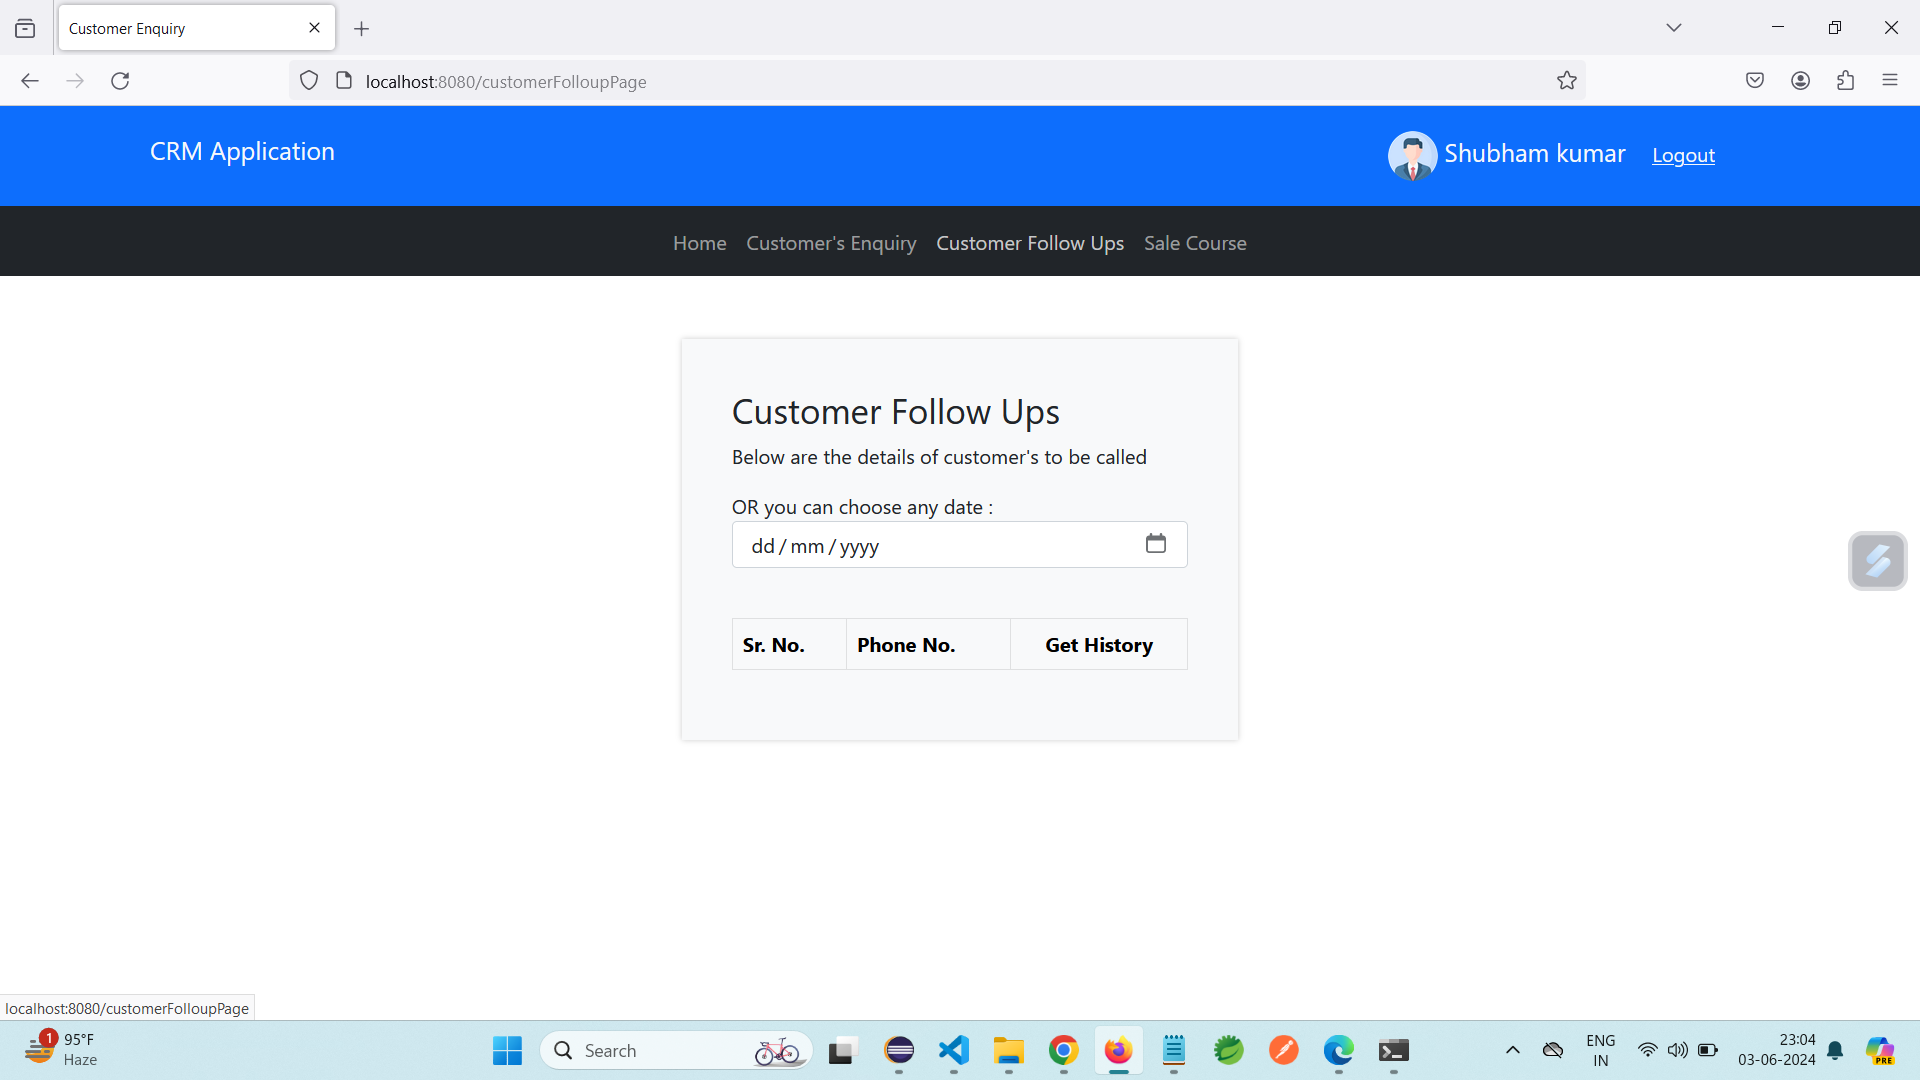 Customer Enquiry
localhost:8080/customerFolloupPage
CRM Application
Shubham kumar
Logout
Home
Customer's Enquiry
Customer Follow Ups
Sale Course
Customer Follow Ups
Below are the details of customer's to be called
OR you can choose any date :
dd / mm / yyyy
Sr. No.
Phone No.
Get History
localhost:8080/customerFolloupPage
1
95°F
Haze
Search
ENG
IN
23:04
03-06-2024
PRE